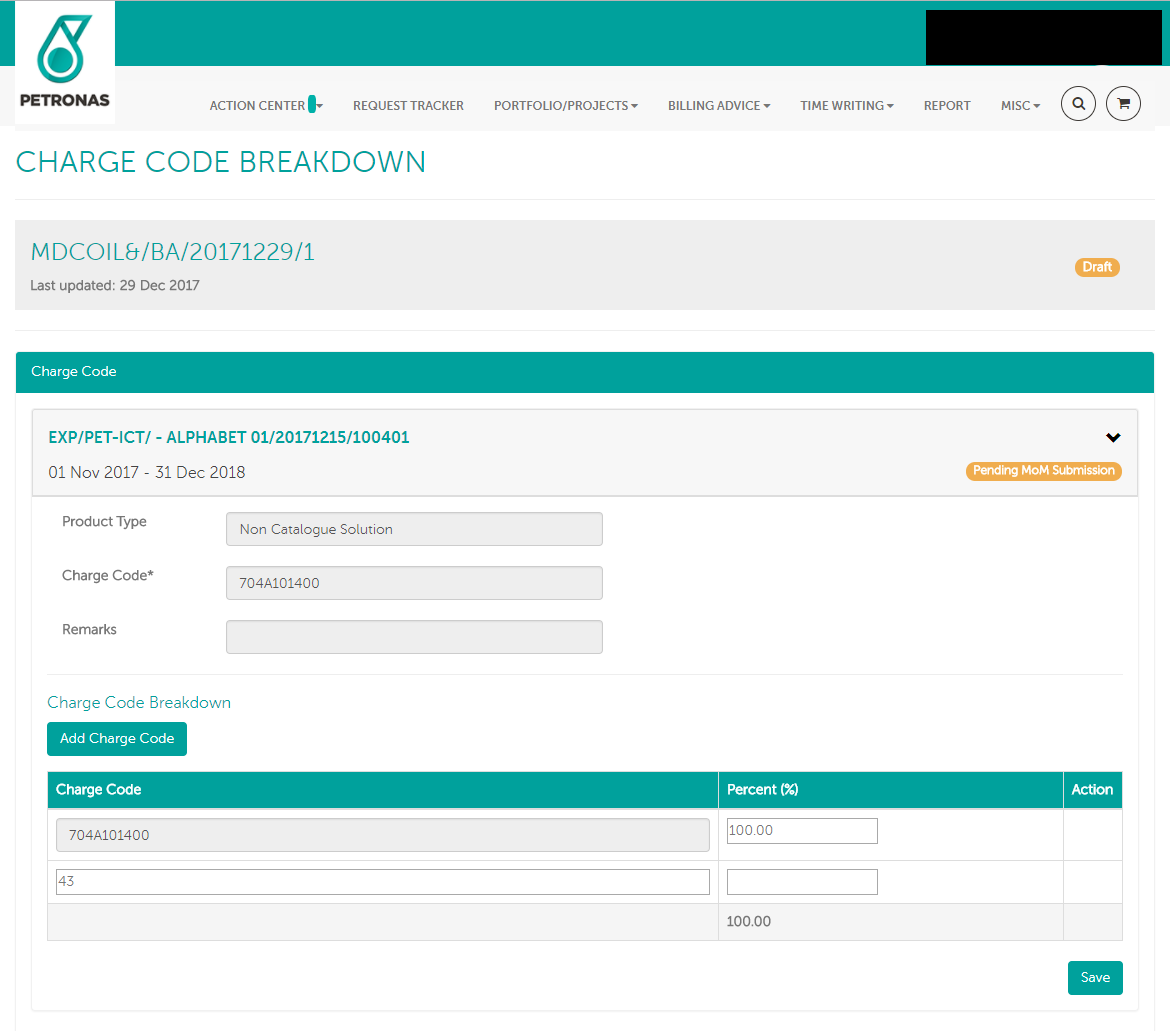 PETRONAS
ACTION CENTER REQUEST TRACKER PORTFOLIO/PROJECTS BILLING ADVICE TIME WRITING REPORT MISC
CHARGE CODE BREAKDOWN
MDCOIL&/BA/20171229/1
Last updated: 29 Dec 2017
Draft
Charge Code
EXP/PET-ICT/ - ALPHABET 01/20171215/100401
01 Nov 2017 - 31 Dec 2018
Pending MoM Submission
Product Type Non Catalogue Solution
Charge Code* 704A101400
Remarks
Charge Code Breakdown
Add Charge Code
Charge Code Percent (%) Action
704A101400 100.00
43
100.00
Save